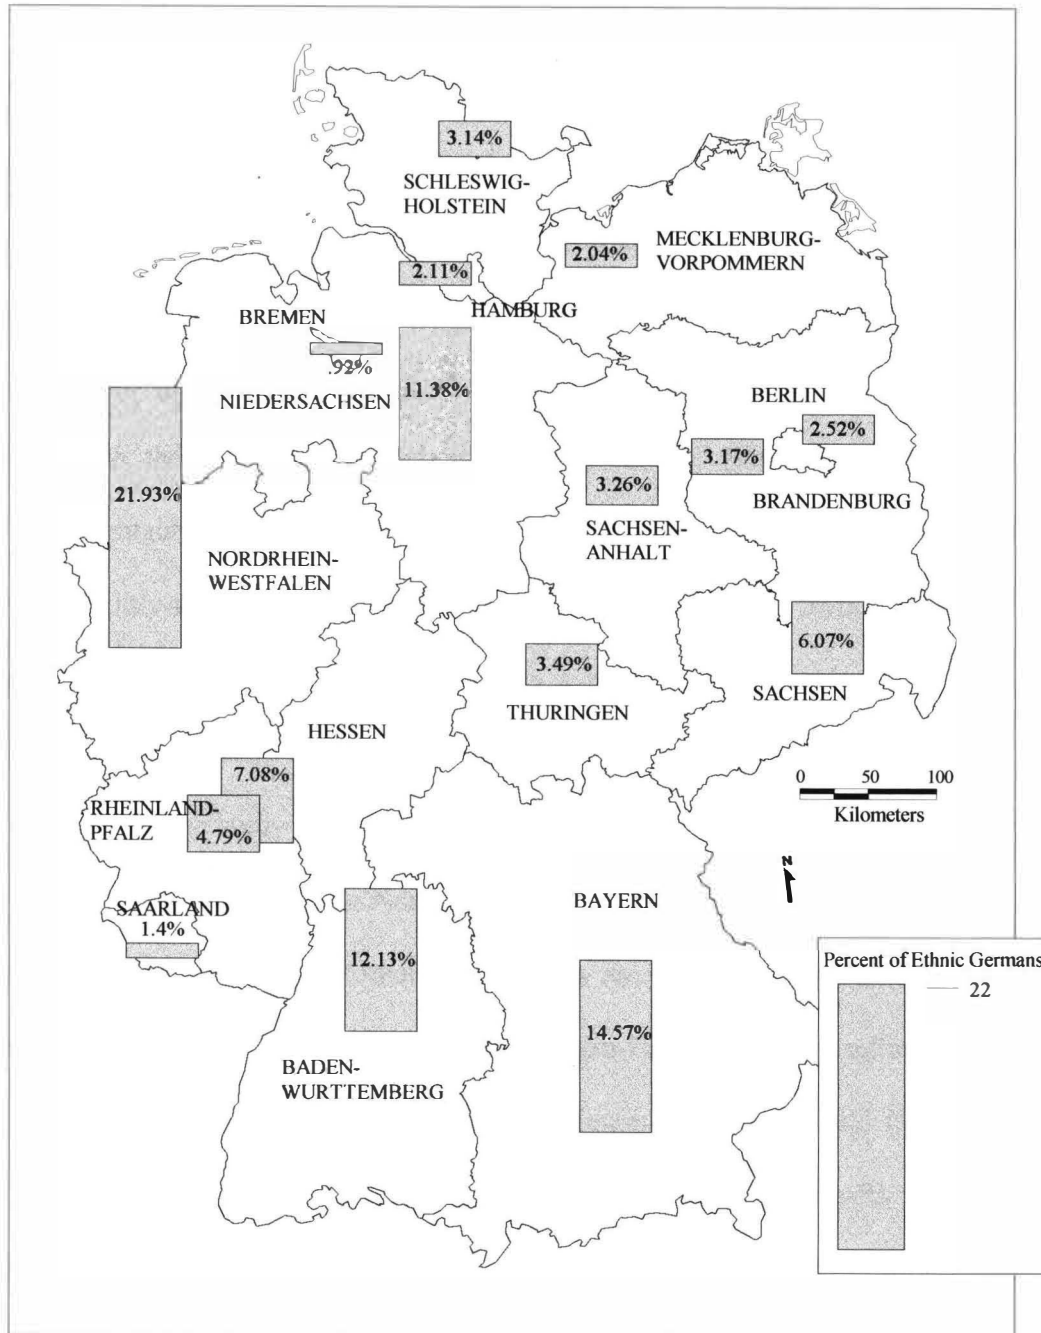 3.14%
SCHLESWIG-
HOLSTEIN
MECKLENBURG-
VORPOMMERN
2.04%
2.11%
HAMBURG
BREMEN
.92%
NIEDERSACHSEN
11.38%
BERLIN
2.52%
3.17%
BRANDENBURG
21.93%
3.26%
SACHSEN-
ANHALT
NORDRHEIN-
WESTFALEN
6.07%
SACHSEN
3.49%
THURINGEN
HESSEN
7.08%
RHEINLAND-
PFALZ
4.79%
0 50 100
Kilometers
N
SAARLAND
1.4%
BAYERN
12.13%
14.57%
BADEN-
WURTTEMBERG
Percent of Ethnic Germans
22